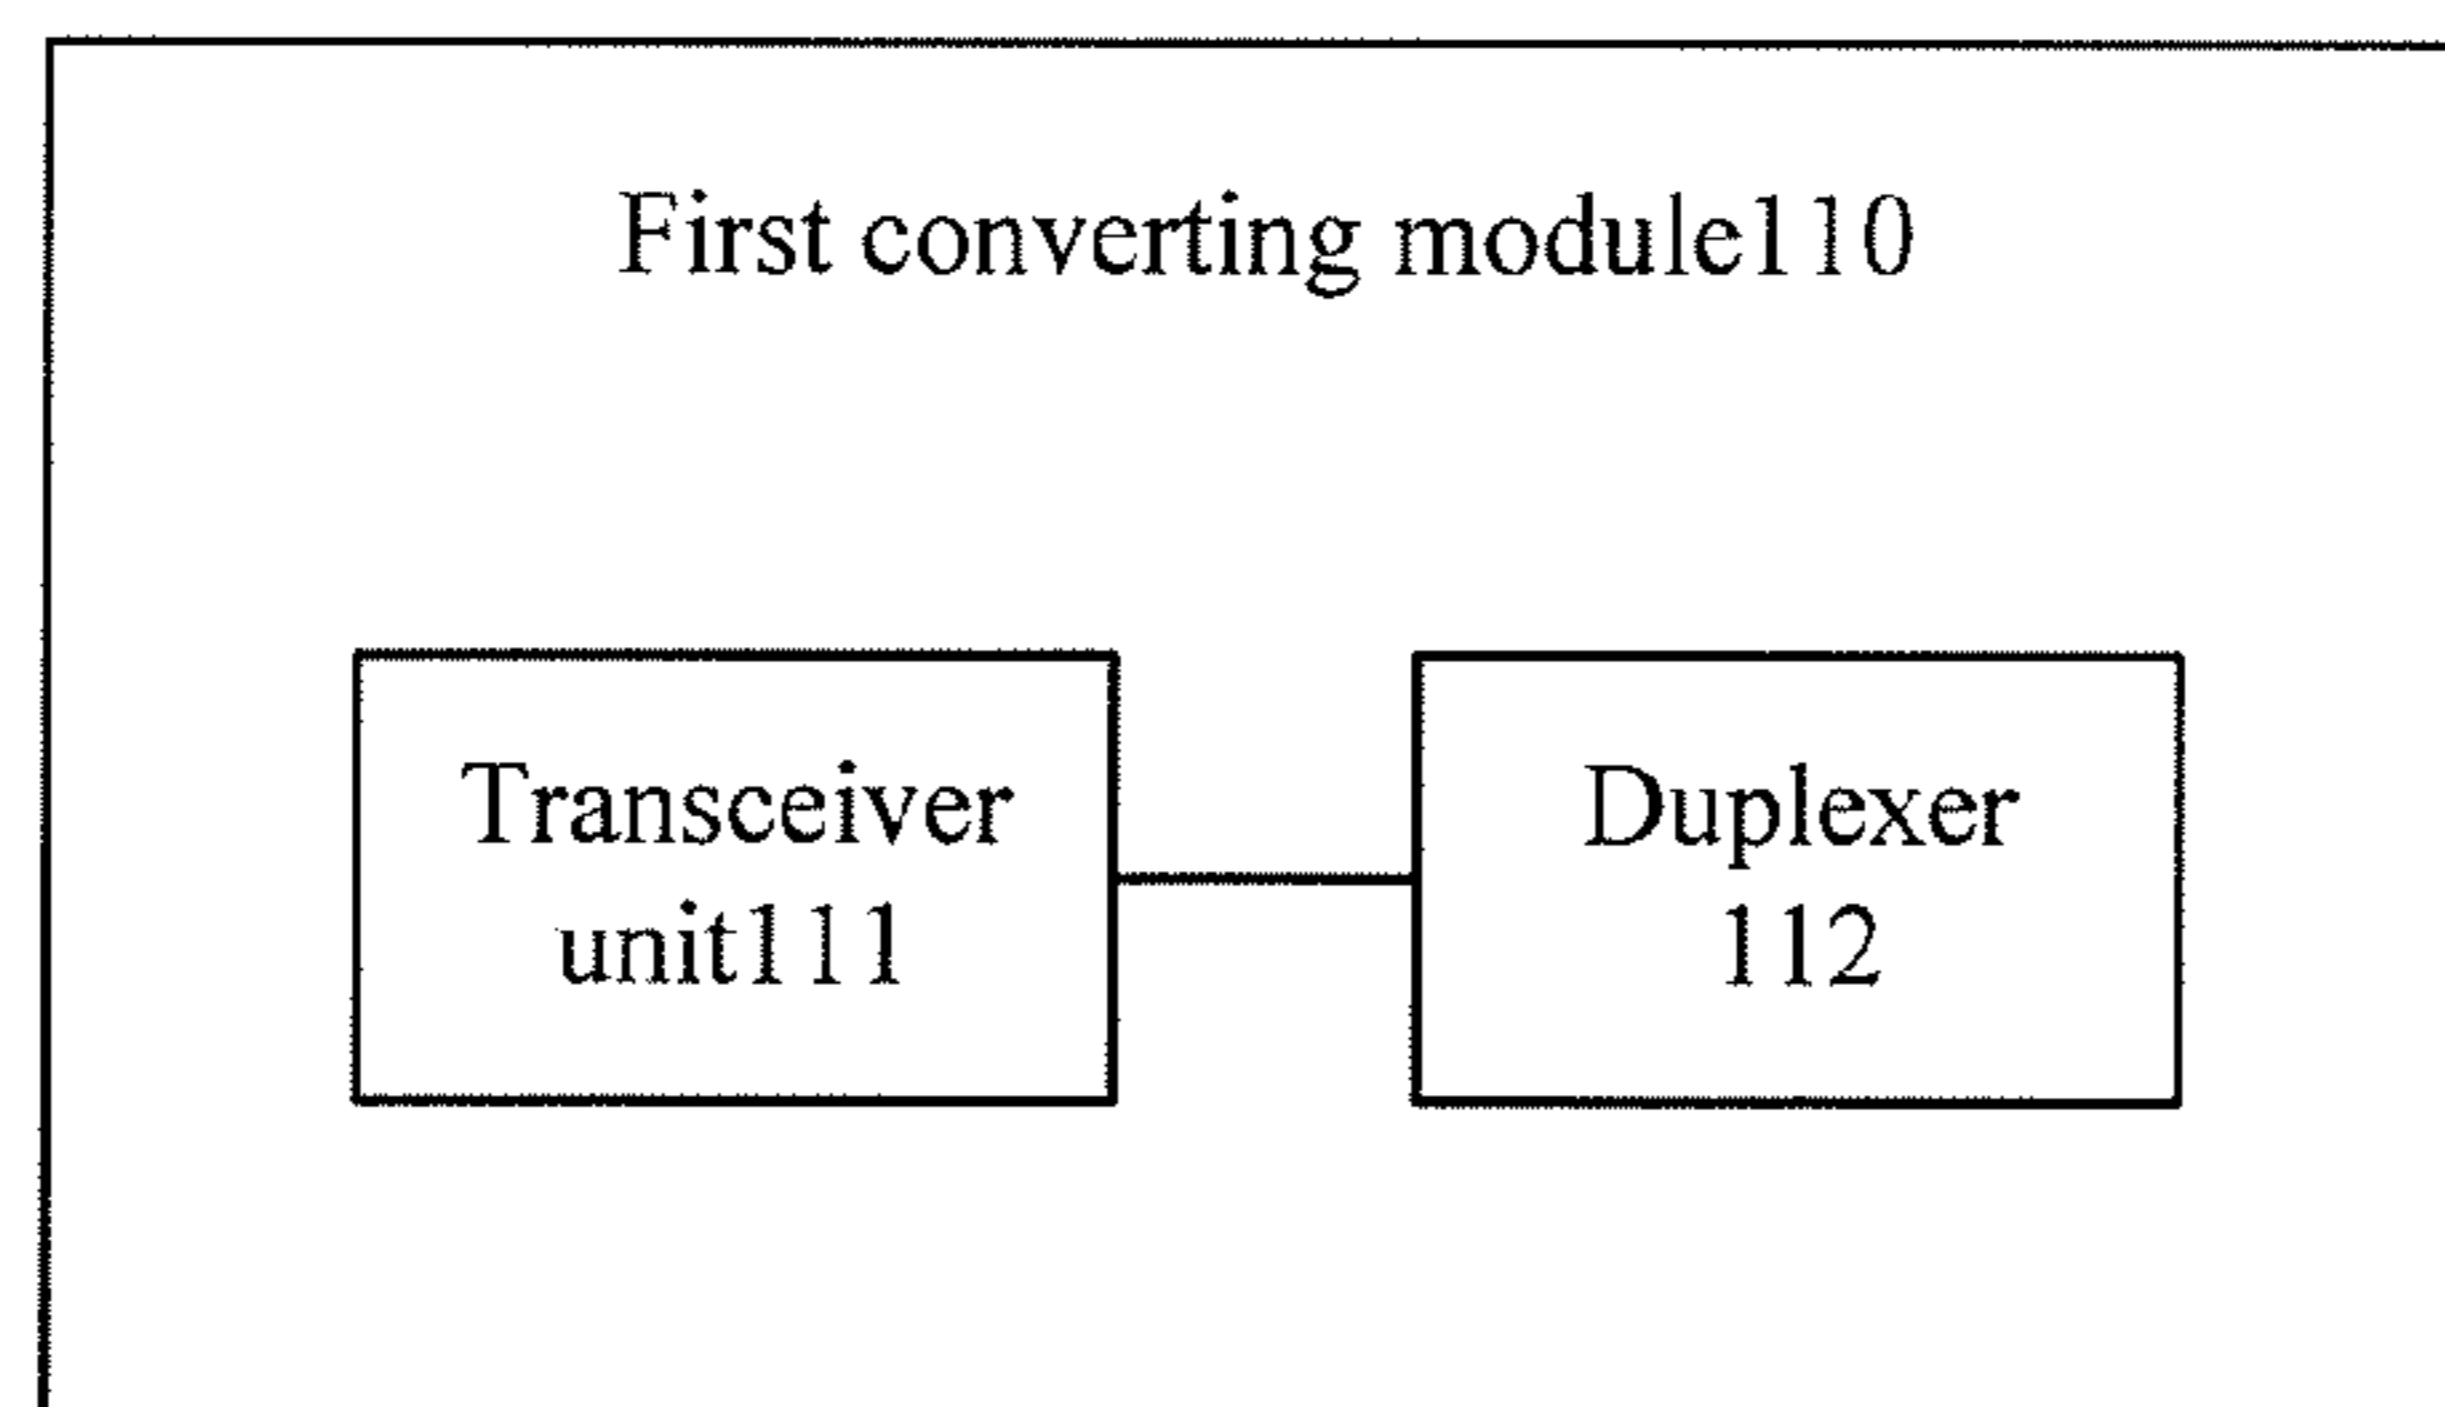 First converting module110
Transceiver
unit111
Duplexer
112